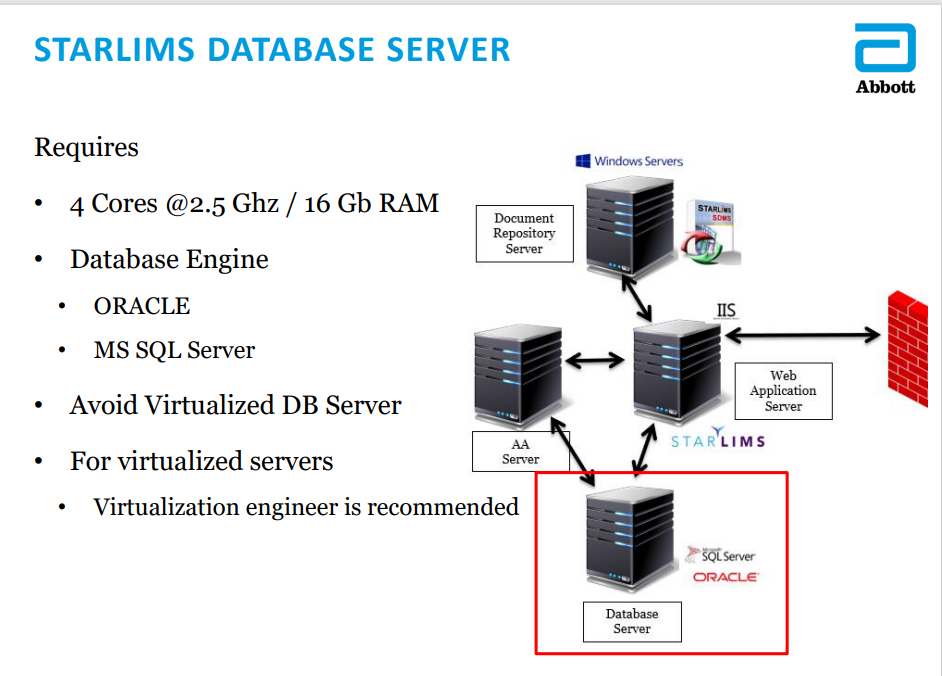 STARLIMS DATABASE SERVER
Abbott
Requires
• 4 Cores @2.5 Ghz / 16 Gb RAM
• Database Engine
• ORACLE
• MS SQL Server
• Avoid Virtualized DB Server
• For virtualized servers
• Virtualization engineer is recommended
Windows Servers
Document
Repository
Server
STARLIMS
SDMS
IIS
Web
Application
Server
STARLIMS
AA
Server
Microsoft
SQL Server
ORACLE
Database
Server